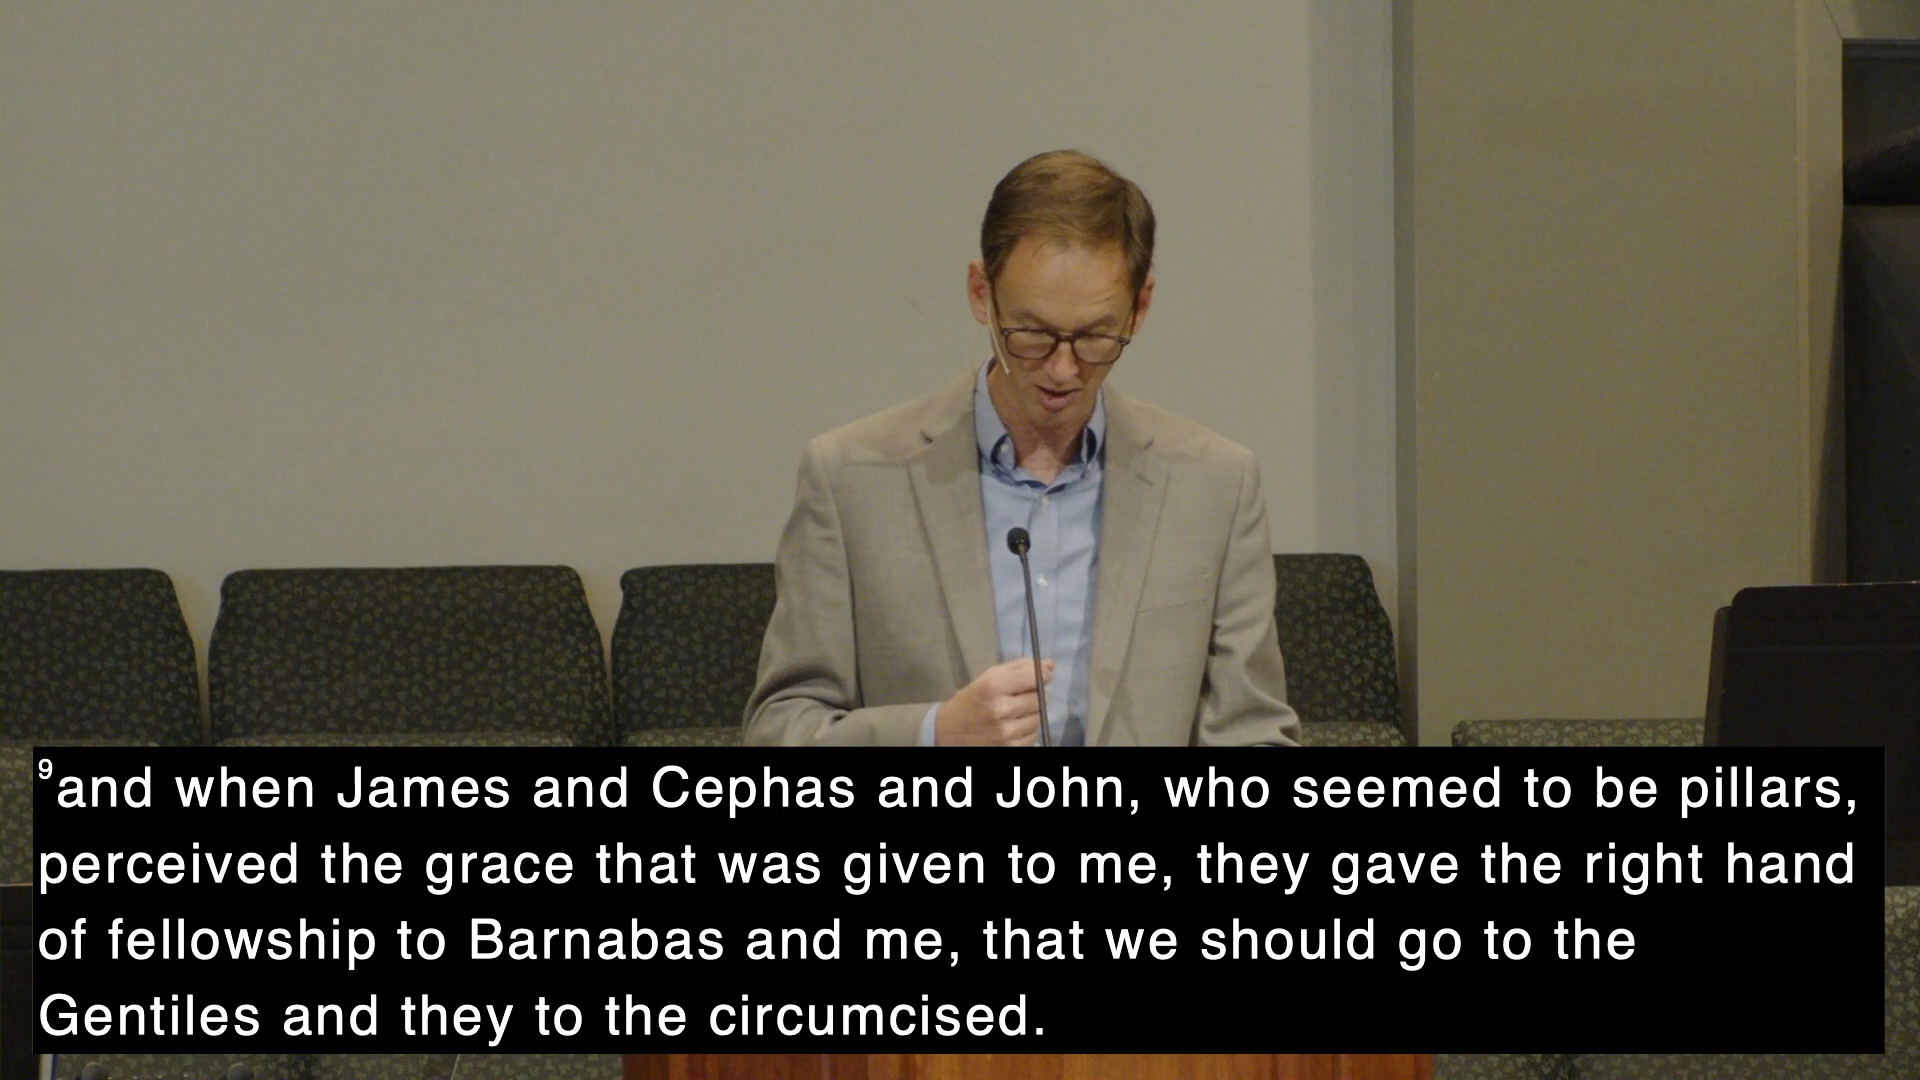 ⁹and when James and Cephas and John, who seemed to be pillars,
perceived the grace that was given to me, they gave the right hand
of fellowship to Barnabas and me, that we should go to the
Gentiles and they to the circumcised.